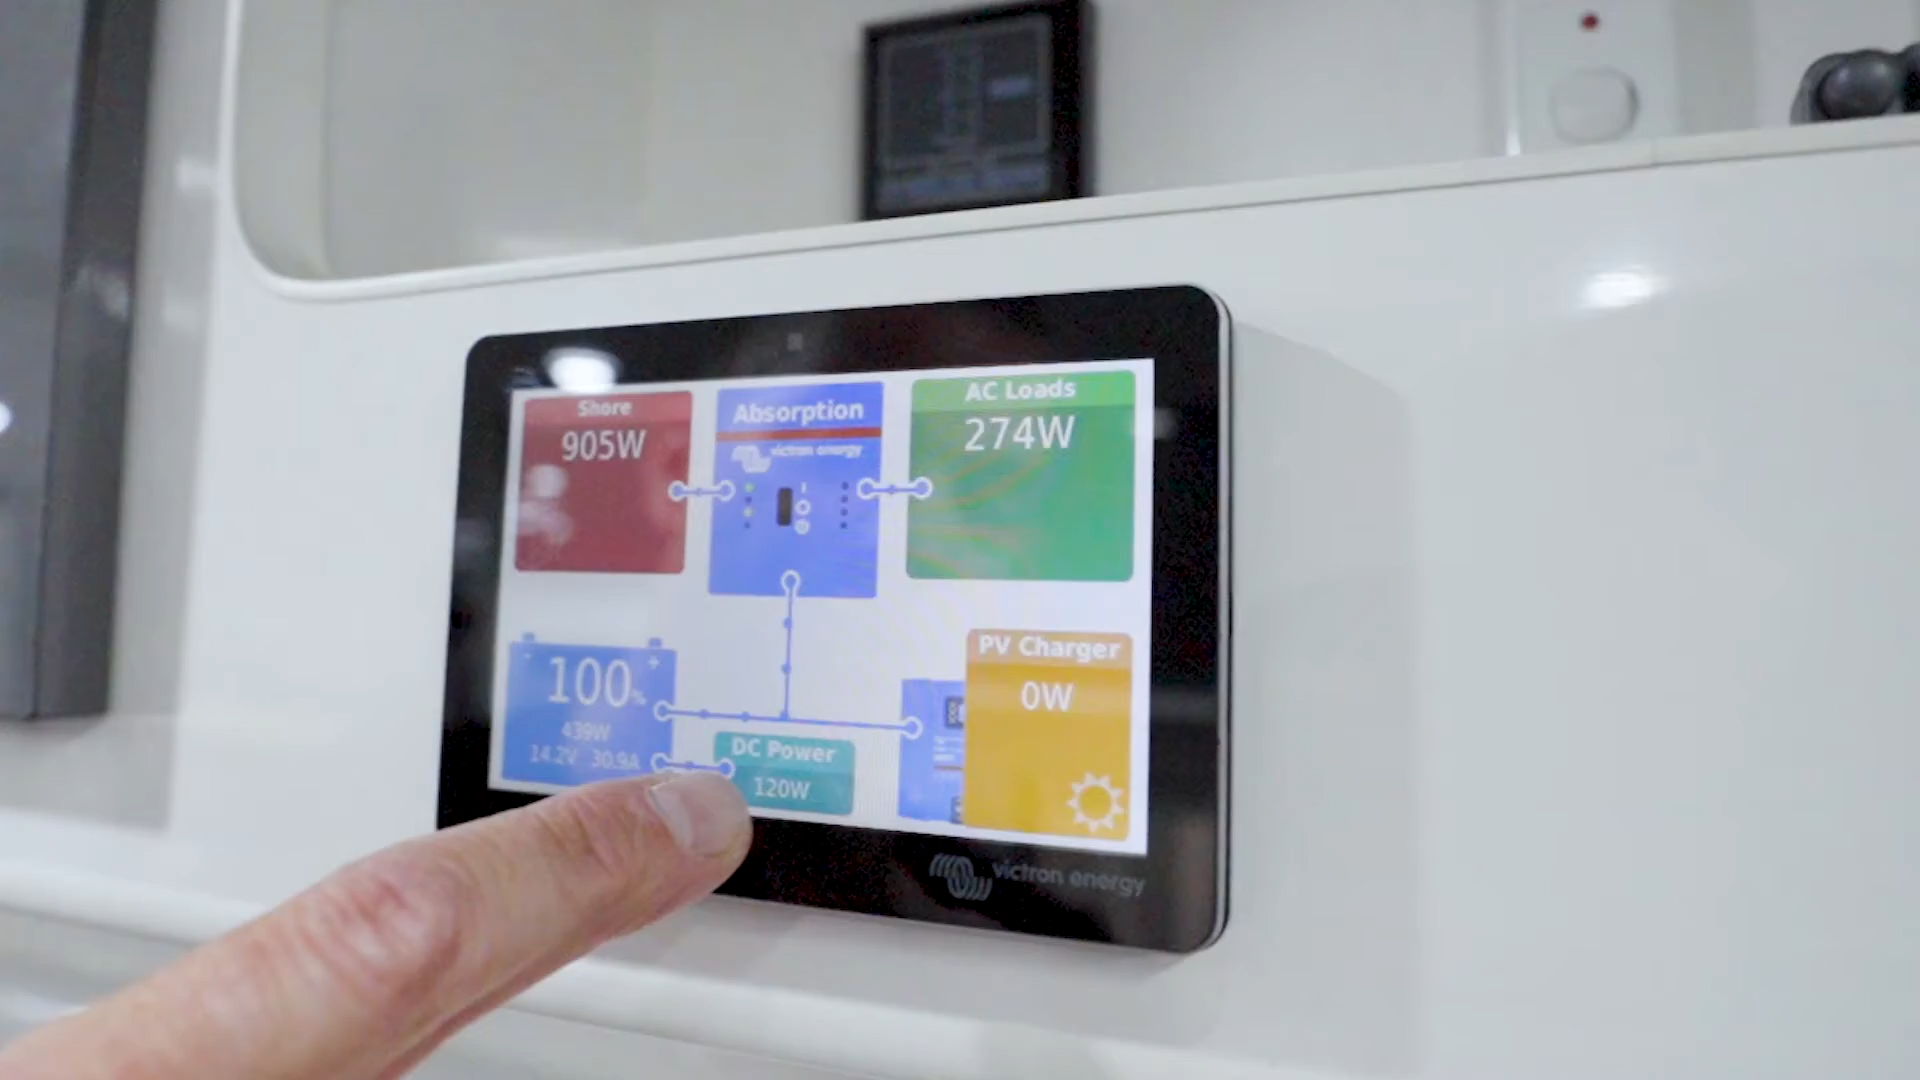 Shore
905W
Absorption
victron energy
AC Loads
274W
100%
439W
14.2V 30.9A
DC Power
120W
PV Charger
0W
victron energy